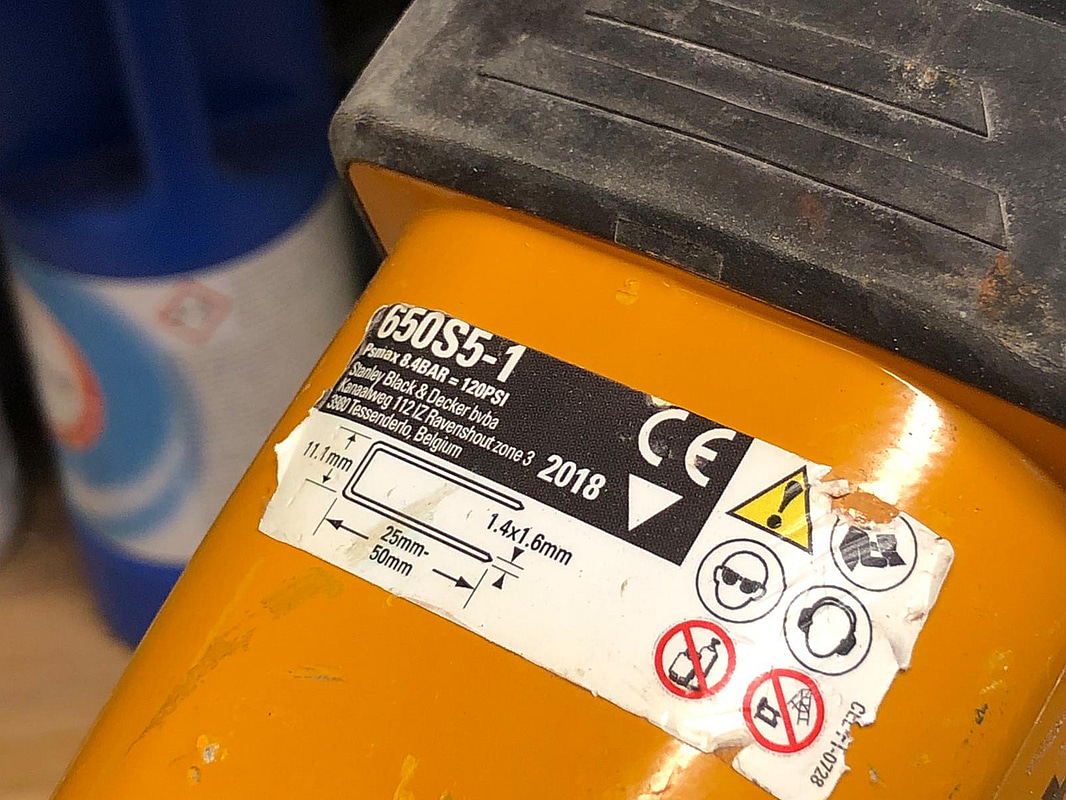 650S5-1
Psmax 8.4BAR = 120PSI
Stanley Black & Decker bvba
Kanaalweg 112 IZ Ravenshout zone 3
3980 Tessenderlo, Belgium
2018
CE
11.1mm
1.4x1.6mm
25mm-
50mm